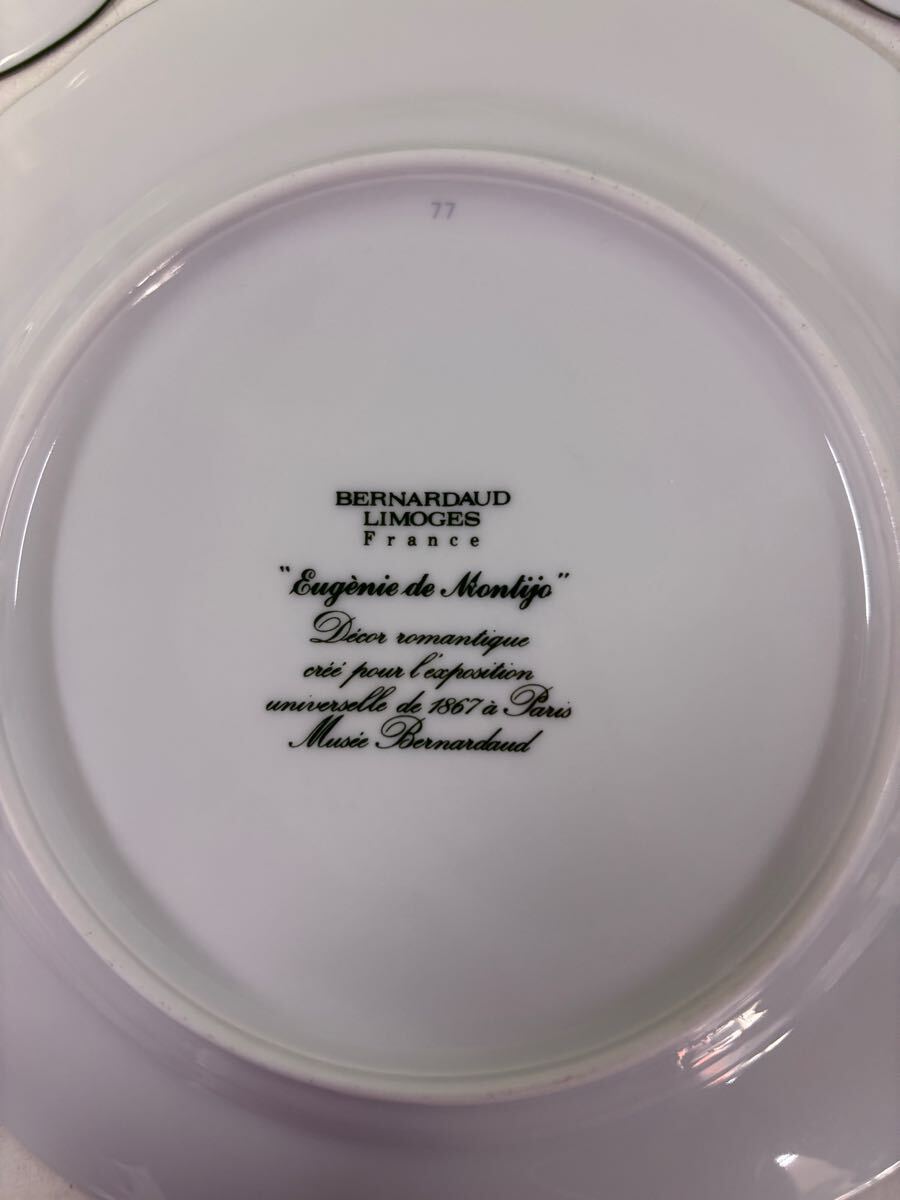 77
BERNARDAUD
LIMOGES
France
"Eugènie de Montijo"
Décor romantique
créé pour l'exposition
universelle de 1867 à Paris
Musée Bernardaud